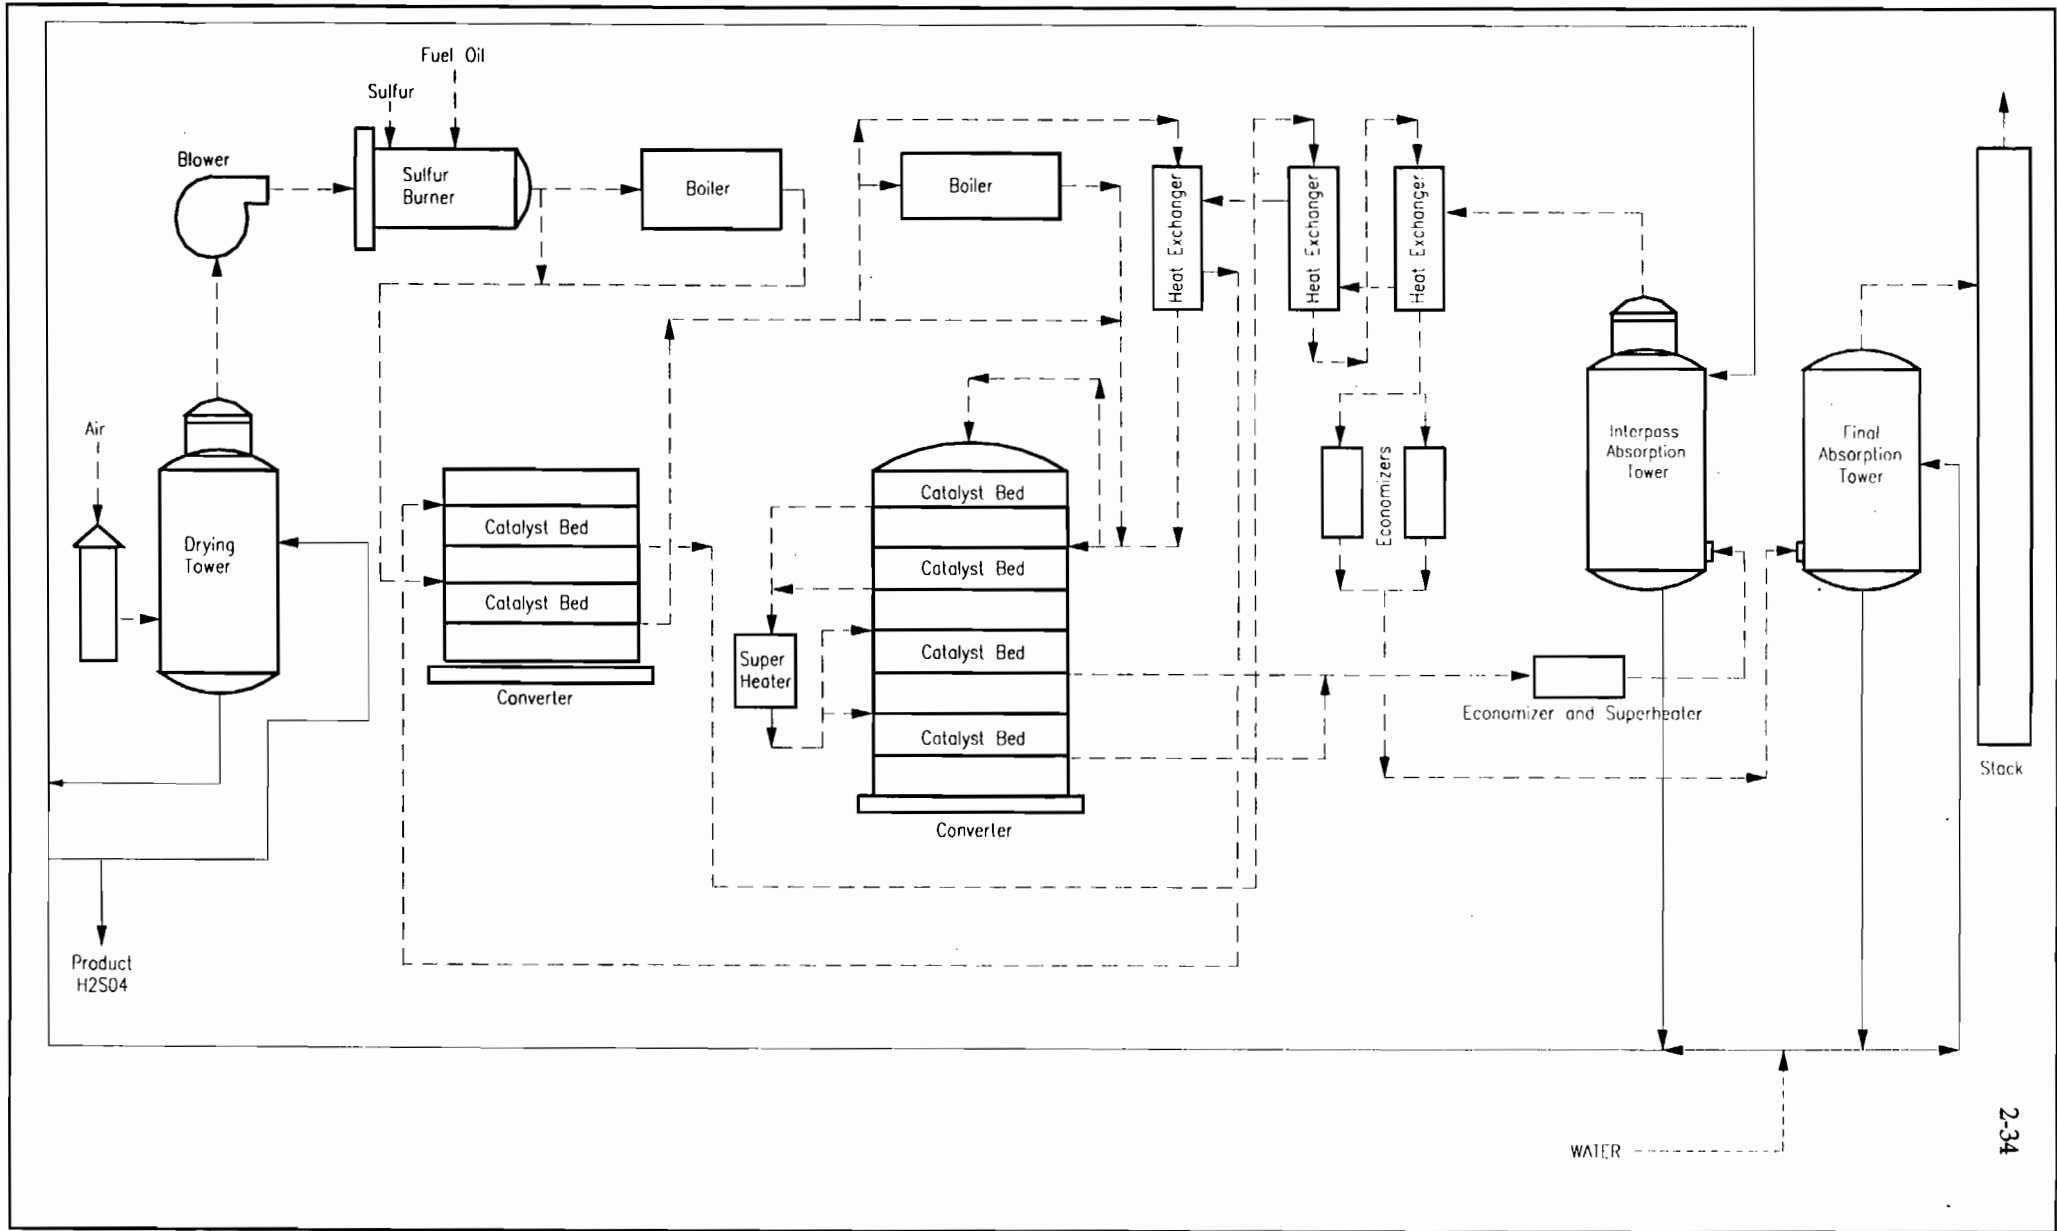 Fuel Oil
Sulfur
Blower
Sulfur
Burner
Boiler
Boiler
Heat Exchanger
Heat Exchanger
Heat Exchanger
Air
Drying
Tower
Catalyst Bed
Catalyst Bed
Converter
Catalyst Bed
Catalyst Bed
Catalyst Bed
Catalyst Bed
Converter
Super
Heater
Economizers
Interpass
Absorption
Tower
Final
Absorption
Tower
Economizer and Superheater
Stack
Product
H2SO4
WATER
2-34